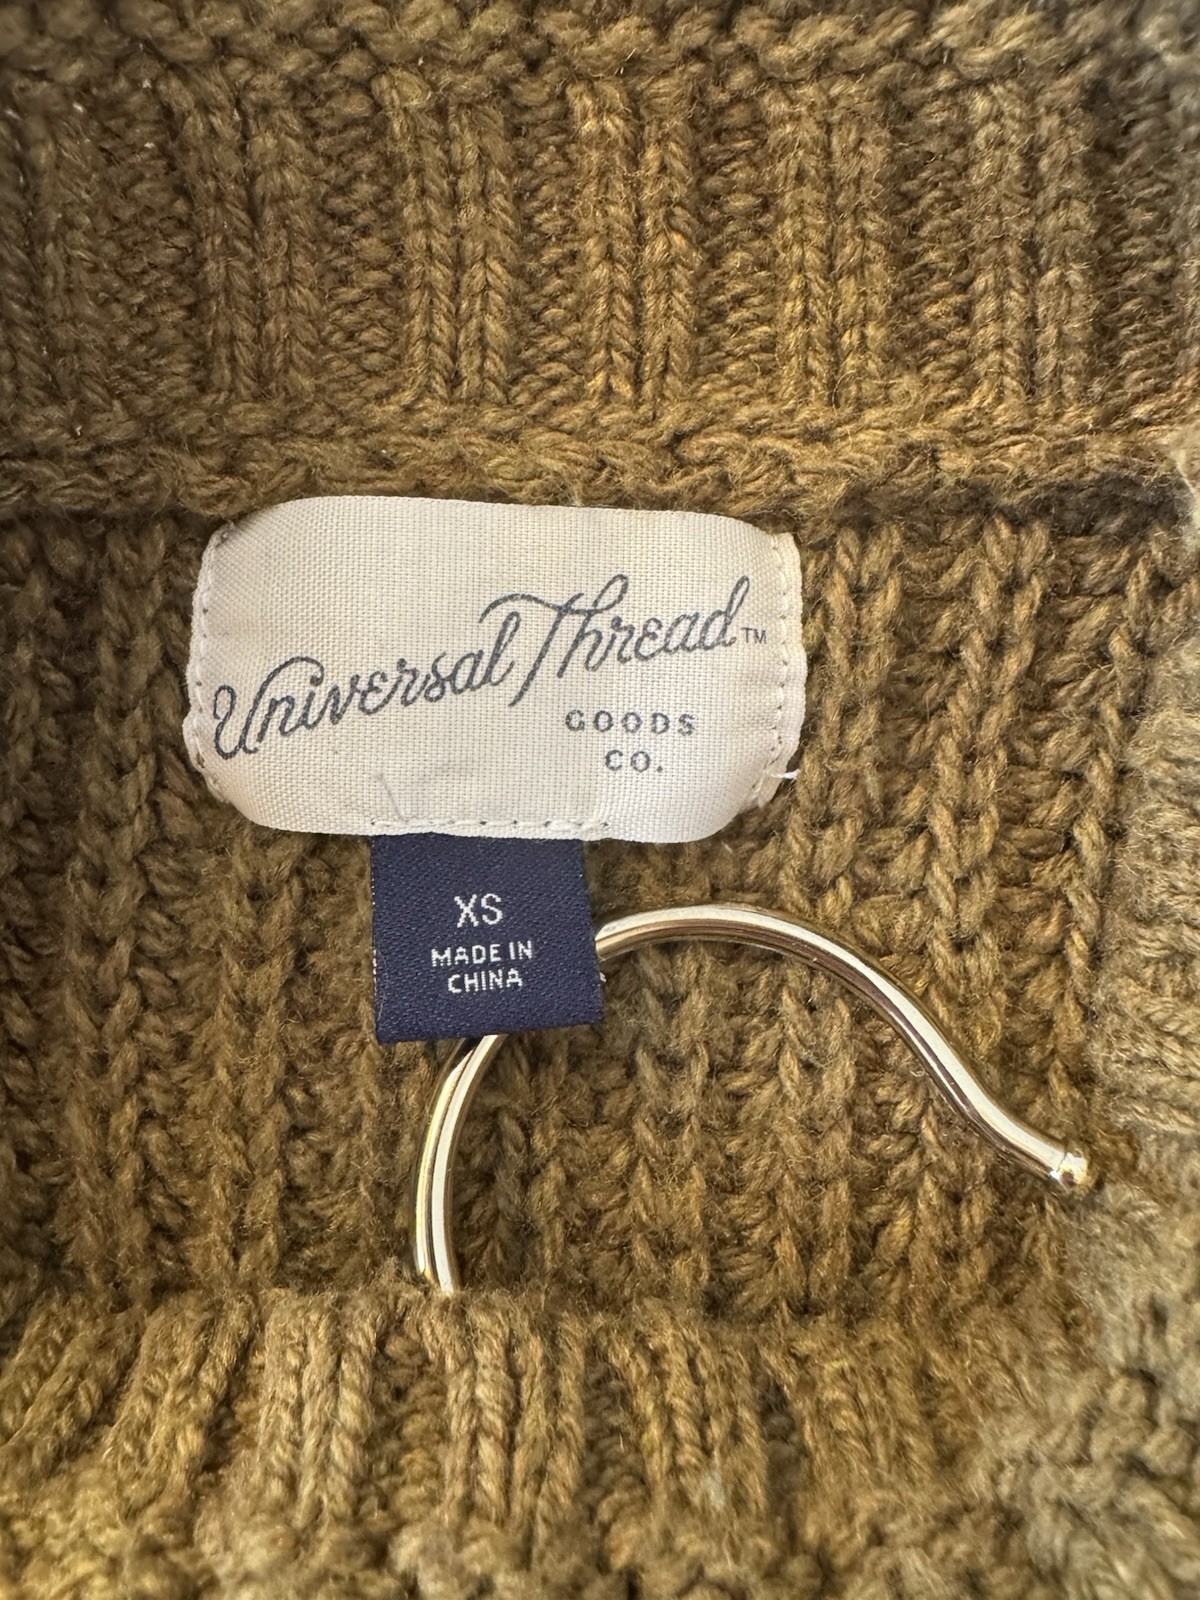 Universal Thread™
GOODS
CO.
XS
MADE IN
CHINA